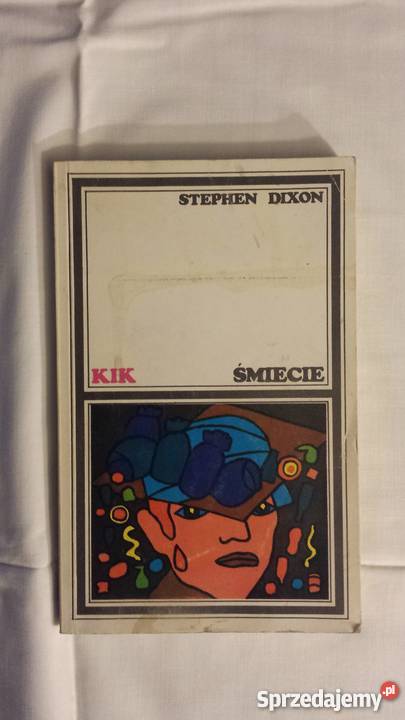 STEPHEN DIXON
KIK ŚMIECIE
Sprzedajemy.pl